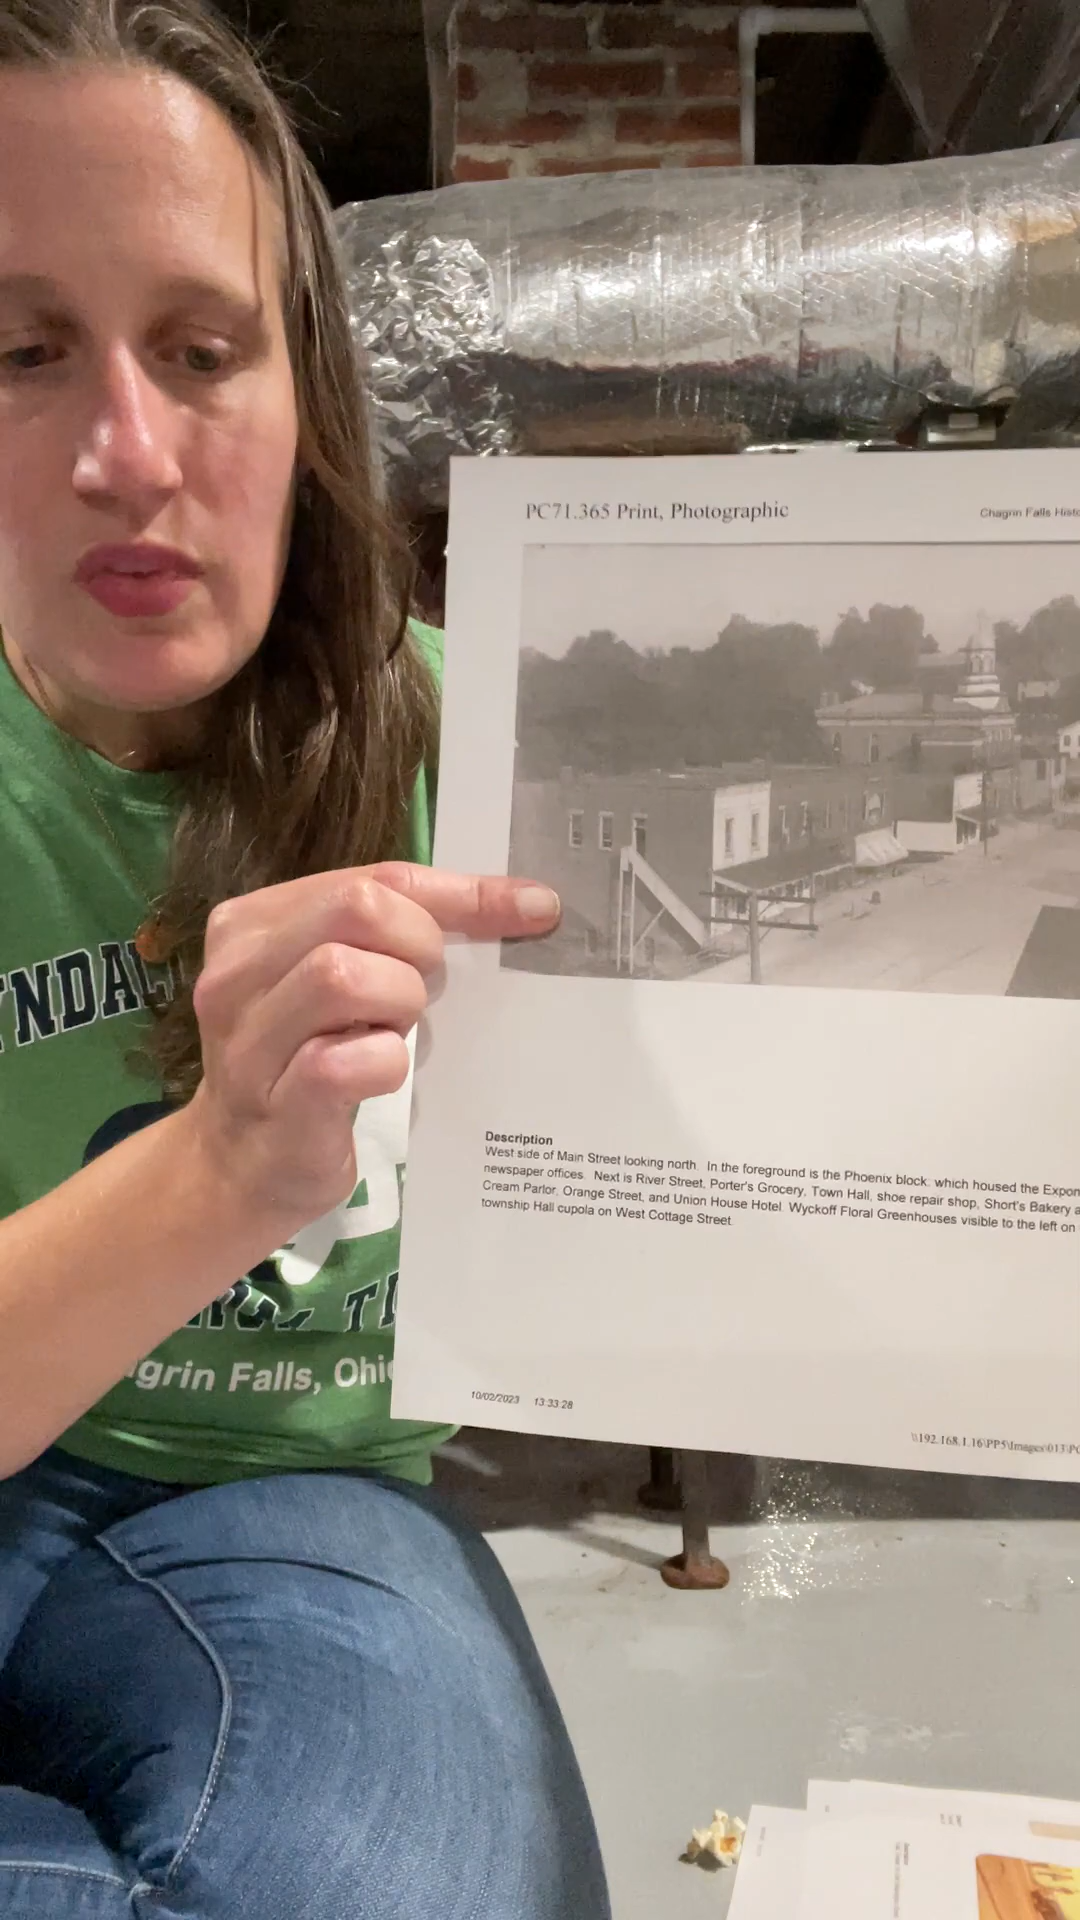 PC71.365 Print, Photographic
Chagrin Falls Histo
Description
West side of Main Street looking north. In the foreground is the Phoenix block: which housed the Expon
newspaper offices. Next is River Street, Porter's Grocery, Town Hall, shoe repair shop, Short's Bakery a
Cream Parlor, Orange Street, and Union House Hotel. Wyckoff Floral Greenhouses visible to the left on
township Hall cupola on West Cottage Street.
10/02/2023 13:33:28
\\192.168.1.16\PP5\Images\013\PC
YNDAL
grin Falls, Ohi